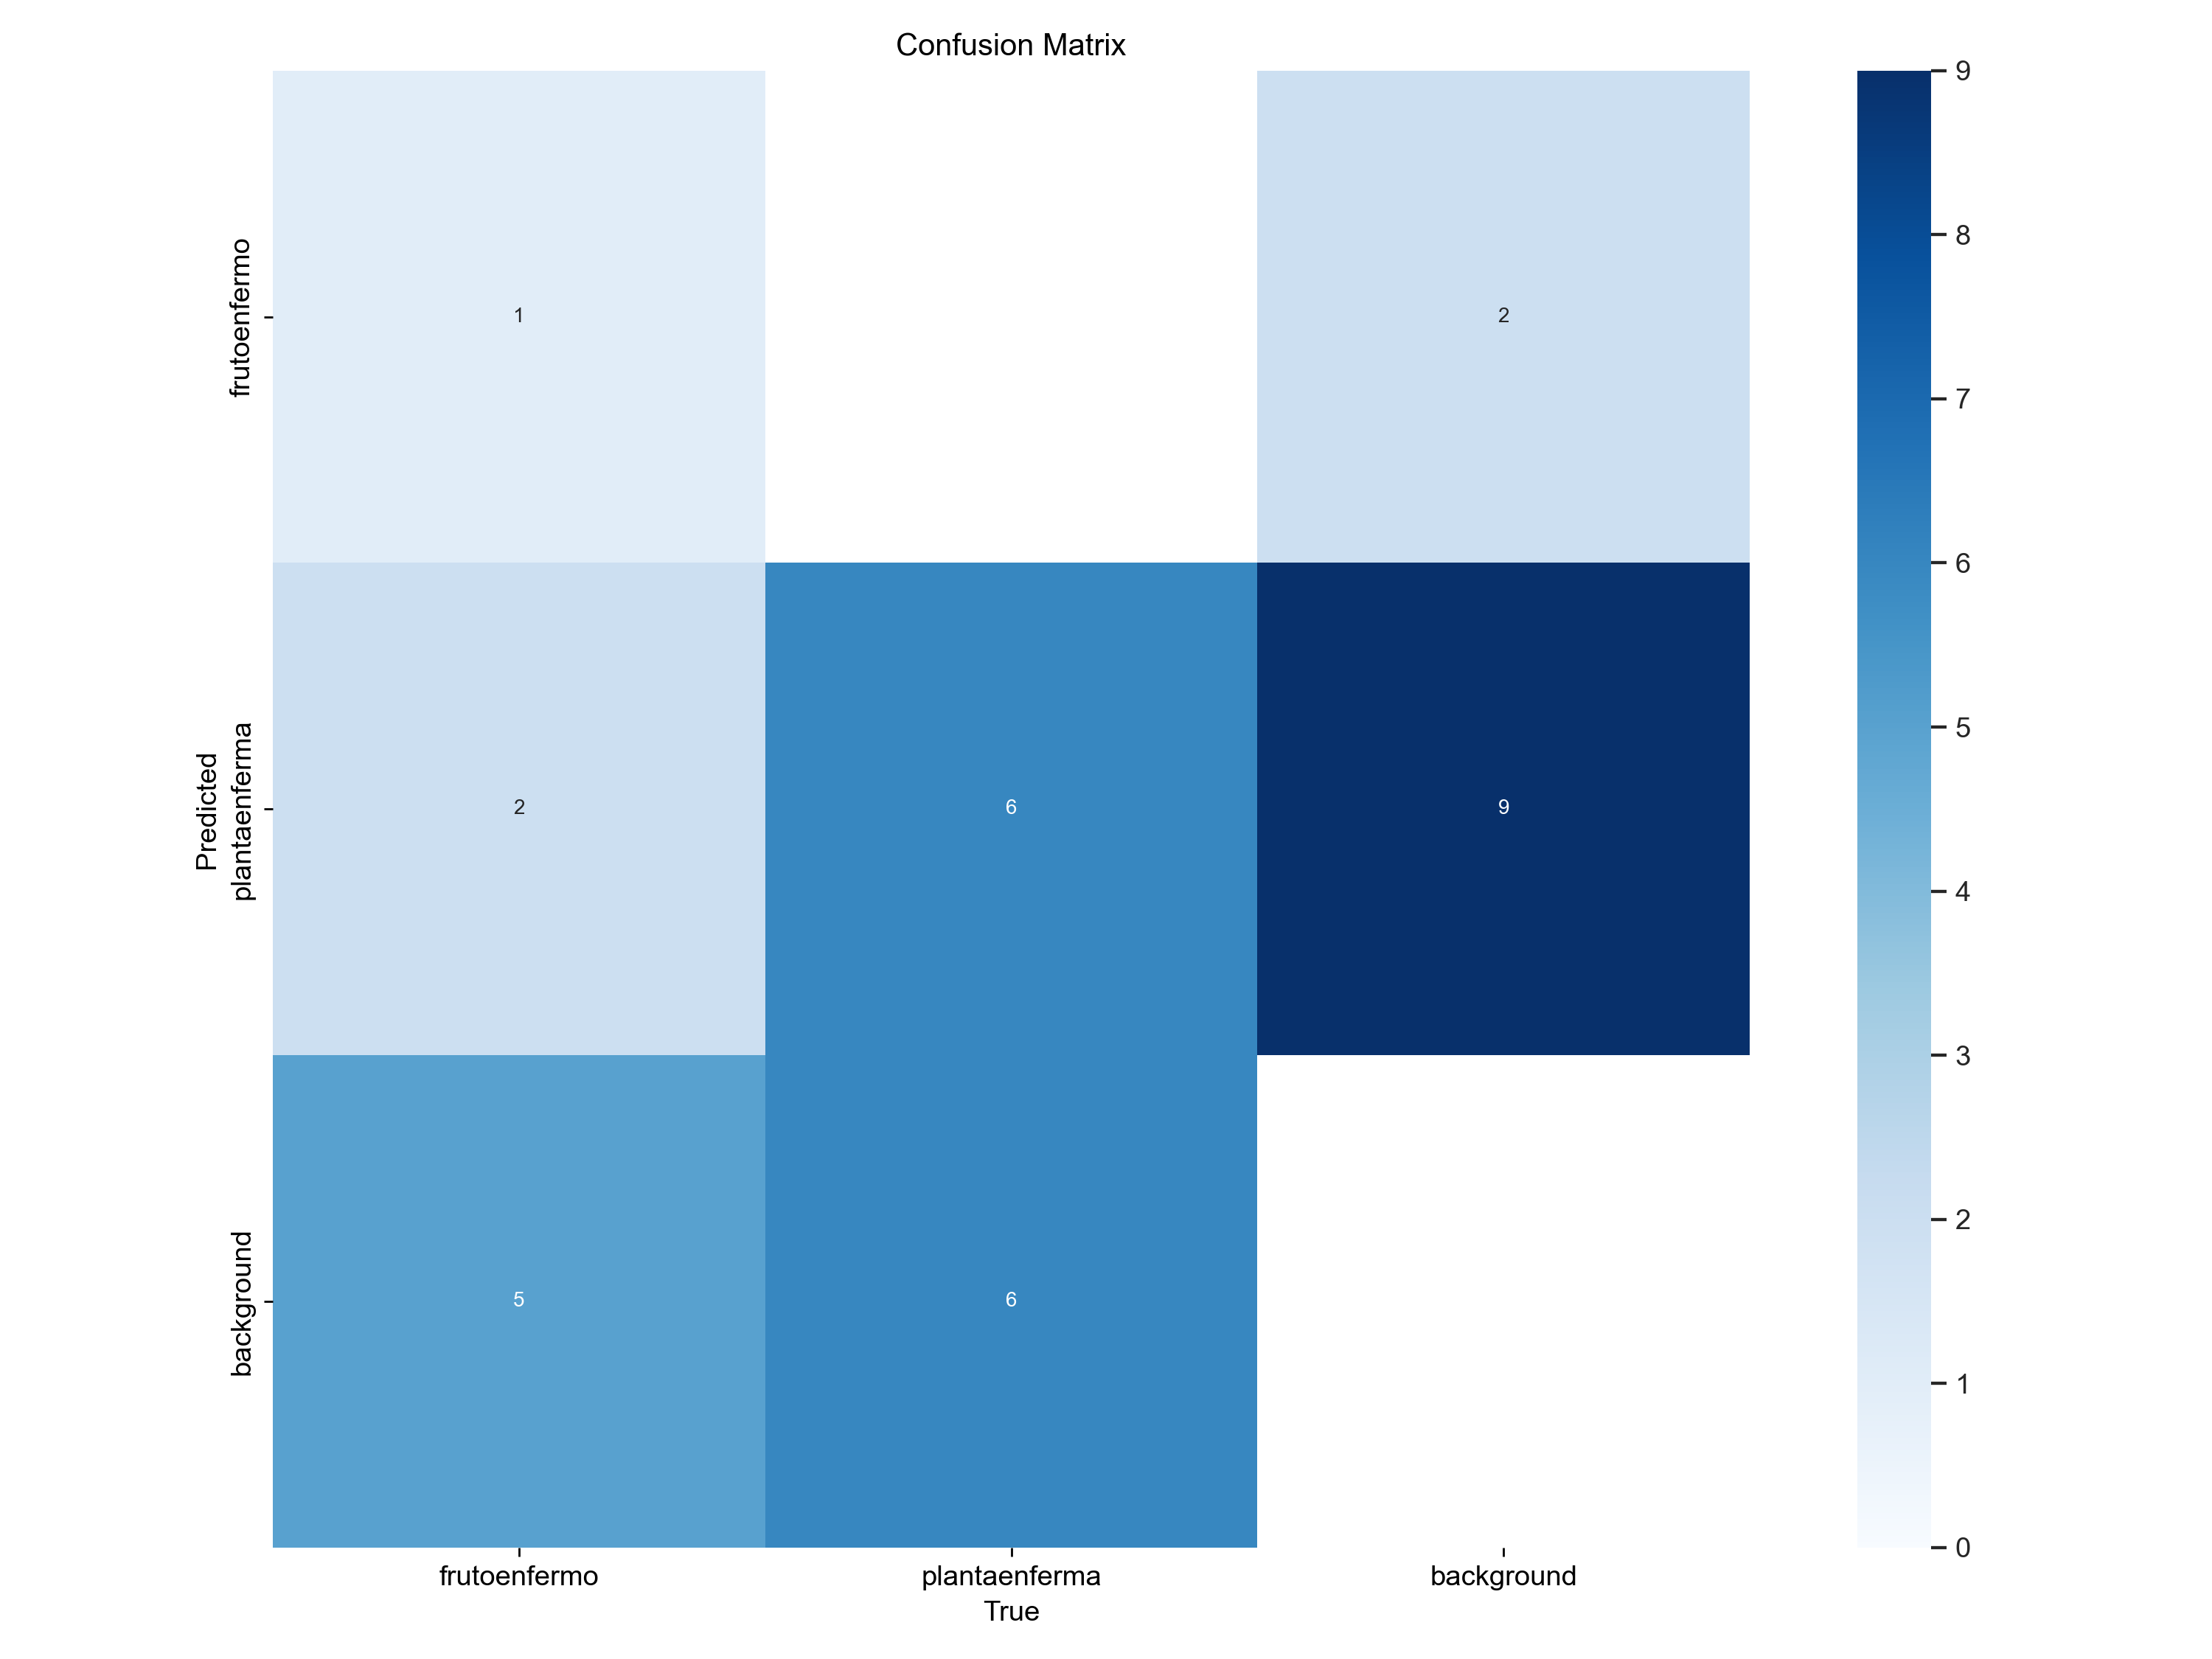 Confusion Matrix
Predicted
frutoenfermo
plantaenferma
background
1
2
2
6
9
5
6
frutoenfermo
plantaenferma
background
True
9
8
7
6
5
4
3
2
1
0